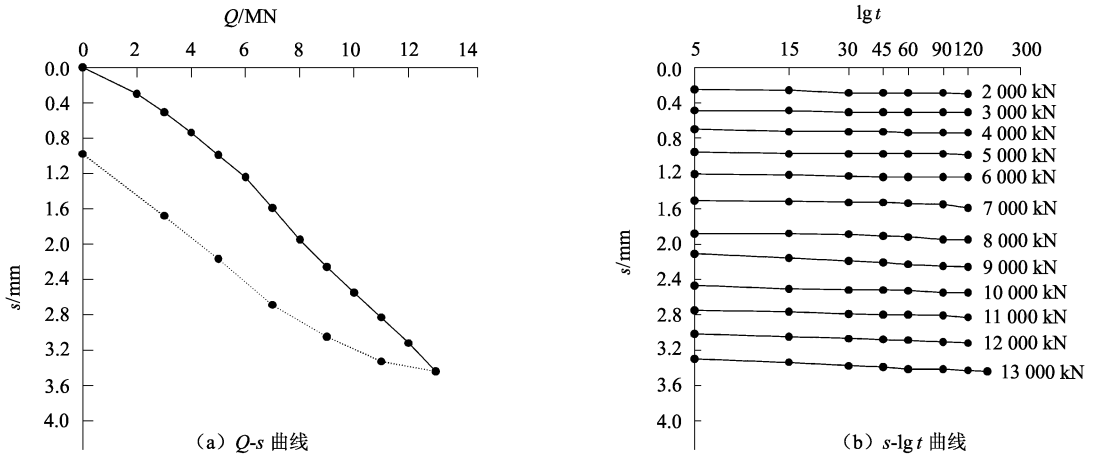 Q/MN
0 2 4 6 8 10 12 14
0.0
0.4
0.8
1.2
1.6
2.0
2.4
2.8
3.2
3.6
4.0
s/mm
（a）Q-s 曲线
lg t
5 15 30 45 60 90 120 300
0.0
0.4
0.8
1.2
1.6
2.0
2.4
2.8
3.2
3.6
4.0
s/mm
2 000 kN
3 000 kN
4 000 kN
5 000 kN
6 000 kN
7 000 kN
8 000 kN
9 000 kN
10 000 kN
11 000 kN
12 000 kN
13 000 kN
（b）s-lg t 曲线